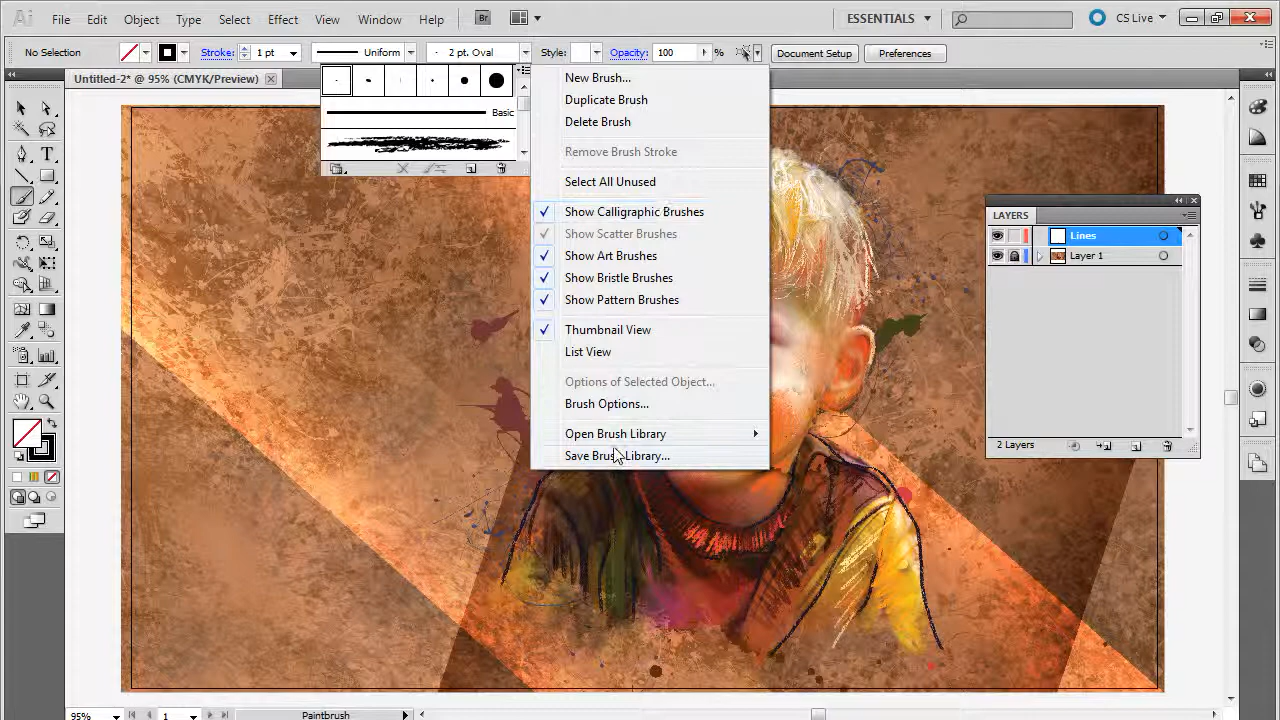 Ai File Edit Object Type Select Effect View Window Help Br ESSENTIALS CS Live
No Selection Stroke: 1 pt Uniform 2 pt. Oval Style: Opacity: 100 % Document Setup Preferences
Untitled-2* @ 95% (CMYK/Preview)
Basic
New Brush...
Duplicate Brush
Delete Brush
Remove Brush Stroke
Select All Unused
Show Calligraphic Brushes
Show Scatter Brushes
Show Art Brushes
Show Bristle Brushes
Show Pattern Brushes
Thumbnail View
List View
Options of Selected Object...
Brush Options...
Open Brush Library
Save Brush Library...
LAYERS
Lines
Layer 1
2 Layers
95% 1 Paintbrush